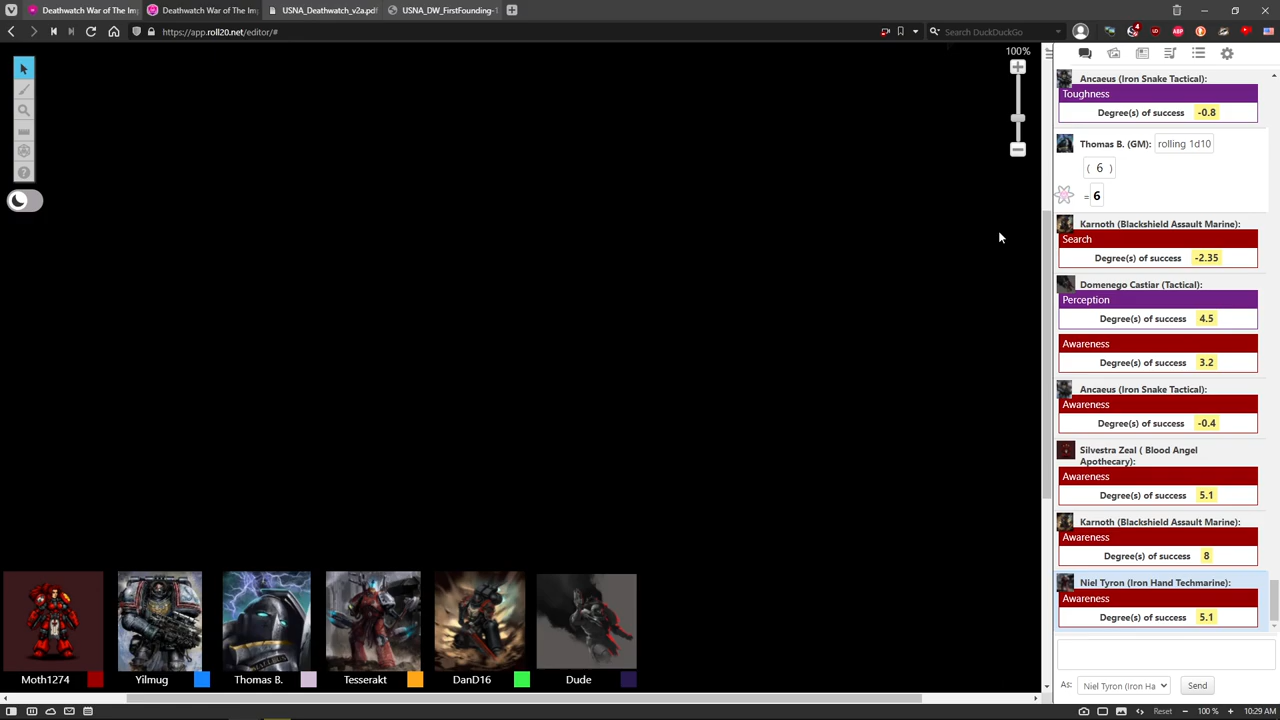 Deathwatch War of The Im
Deathwatch War of The Im
USNA_Deathwatch_v2a.pdf
USNA_DW_FirstFounding-1
https://app.roll20.net/editor/#
Search DuckDuckGo
100%
Ancaeus (Iron Snake Tactical):
Toughness
Degree(s) of success -0.8
Thomas B. (GM): rolling 1d10
( 6 )
= 6
Karnoth (Blackshield Assault Marine):
Search
Degree(s) of success -2.35
Domenego Castiar (Tactical):
Perception
Degree(s) of success 4.5
Awareness
Degree(s) of success 3.2
Ancaeus (Iron Snake Tactical):
Awareness
Degree(s) of success -0.4
Silvestra Zeal ( Blood Angel
Apothecary):
Awareness
Degree(s) of success 5.1
Karnoth (Blackshield Assault Marine):
Awareness
Degree(s) of success 8
Niel Tyron (Iron Hand Techmarine):
Awareness
Degree(s) of success 5.1
Moth1274
Yilmug
Thomas B.
Tesserakt
DanD16
Dude
As: Niel Tyron (Iron Ha
Send
Reset
100 %
10:29 AM